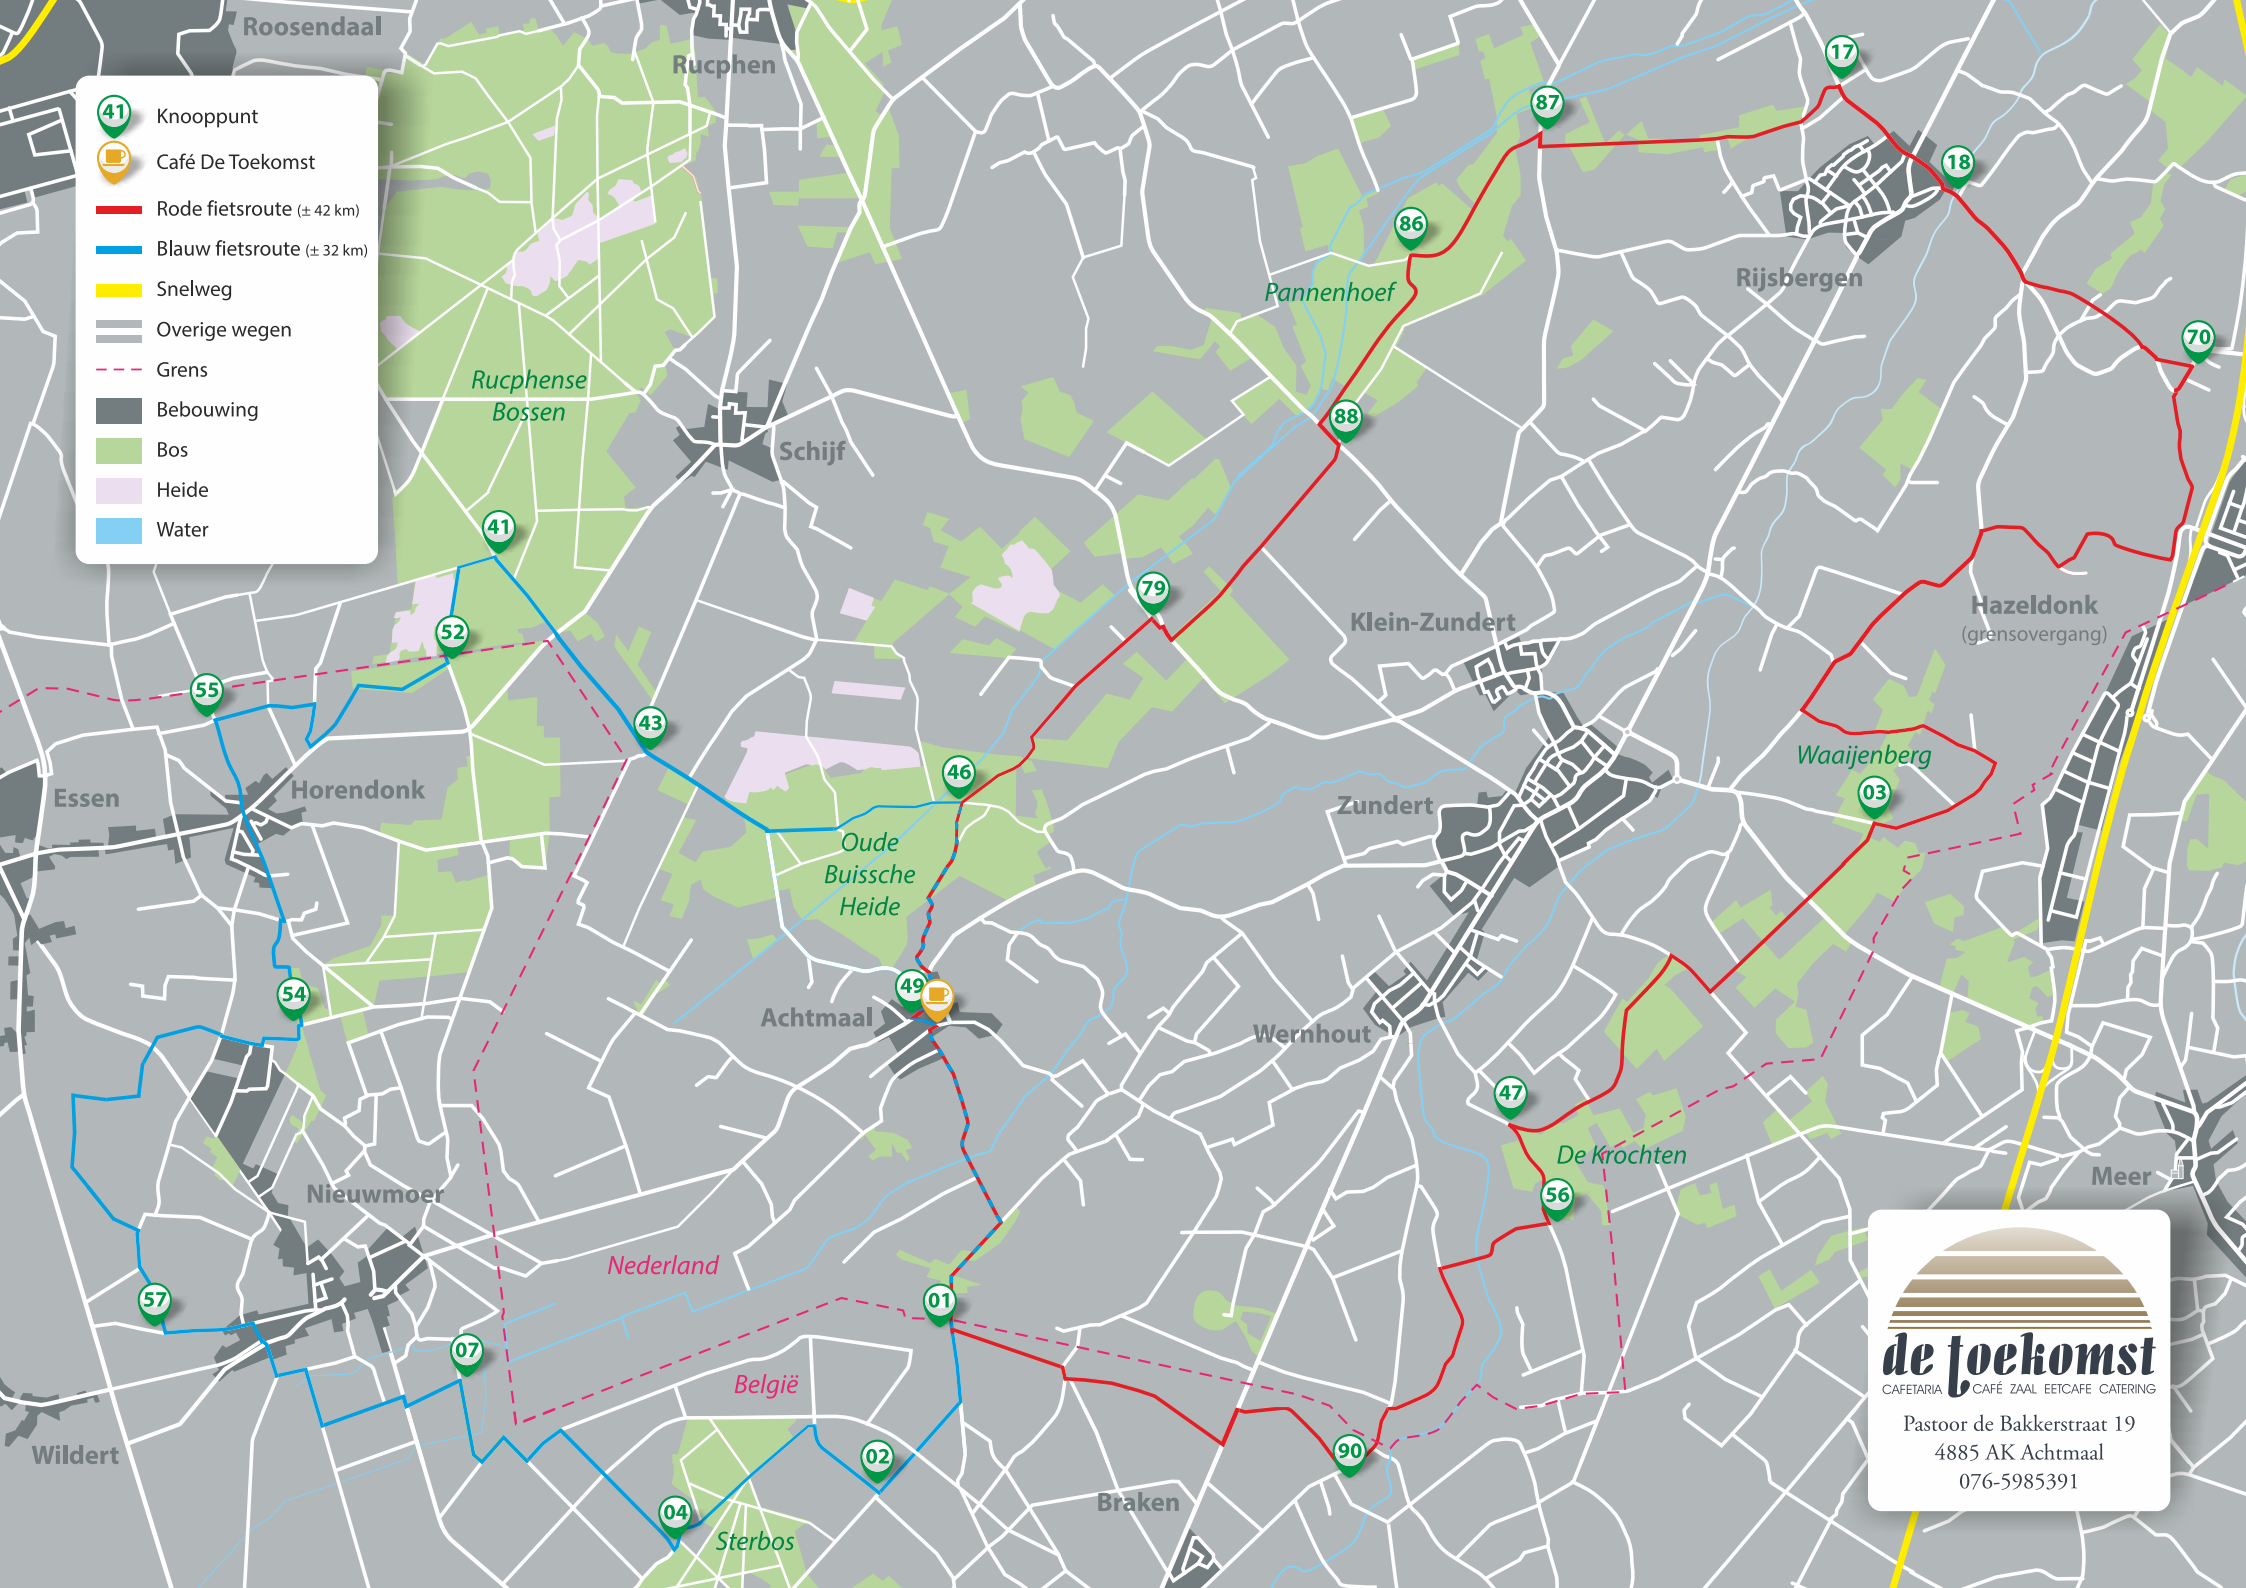 Roosendaal
Rucphen
17
87
18
41 Knooppunt
Café De Toekomst
Rode fietsroute (± 42 km)
Blauw fietsroute (± 32 km)
Snelweg
Overige wegen
Grens
Bebouwing
Bos
Heide
Water
86
Rijsbergen
Pannenhoef
70
Rucphense
Bossen
88
Schijf
41
79
Hazeldonk
(grensovergang)
52
Klein-Zundert
55
43
Waaijenberg
46
Essen
Horendonk
03
Zundert
Oude
Buissche
Heide
49
54
Achtmaal
Wernhout
47
De Krochten
Meer
56
Nieuwmoer
Nederland
57
01
07
België
02
90
Wildert
Braken
04
Sterbos
de toekomst
CAFETARIA CAFÉ ZAAL EETCAFE CATERING
Pastoor de Bakkerstraat 19
4885 AK Achtmaal
076-5985391